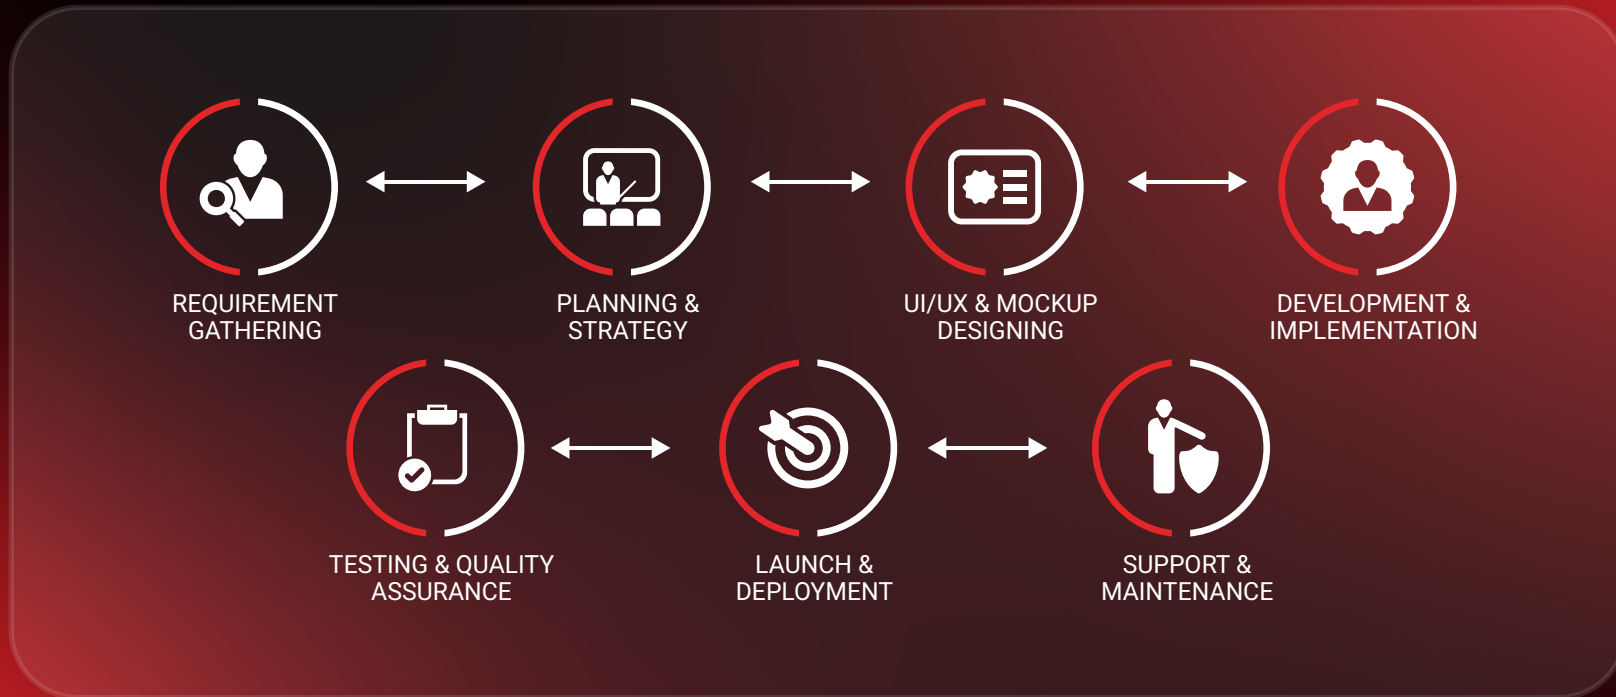 REQUIREMENT
GATHERING
PLANNING &
STRATEGY
UI/UX & MOCKUP
DESIGNING
DEVELOPMENT &
IMPLEMENTATION
TESTING & QUALITY
ASSURANCE
LAUNCH &
DEPLOYMENT
SUPPORT &
MAINTENANCE